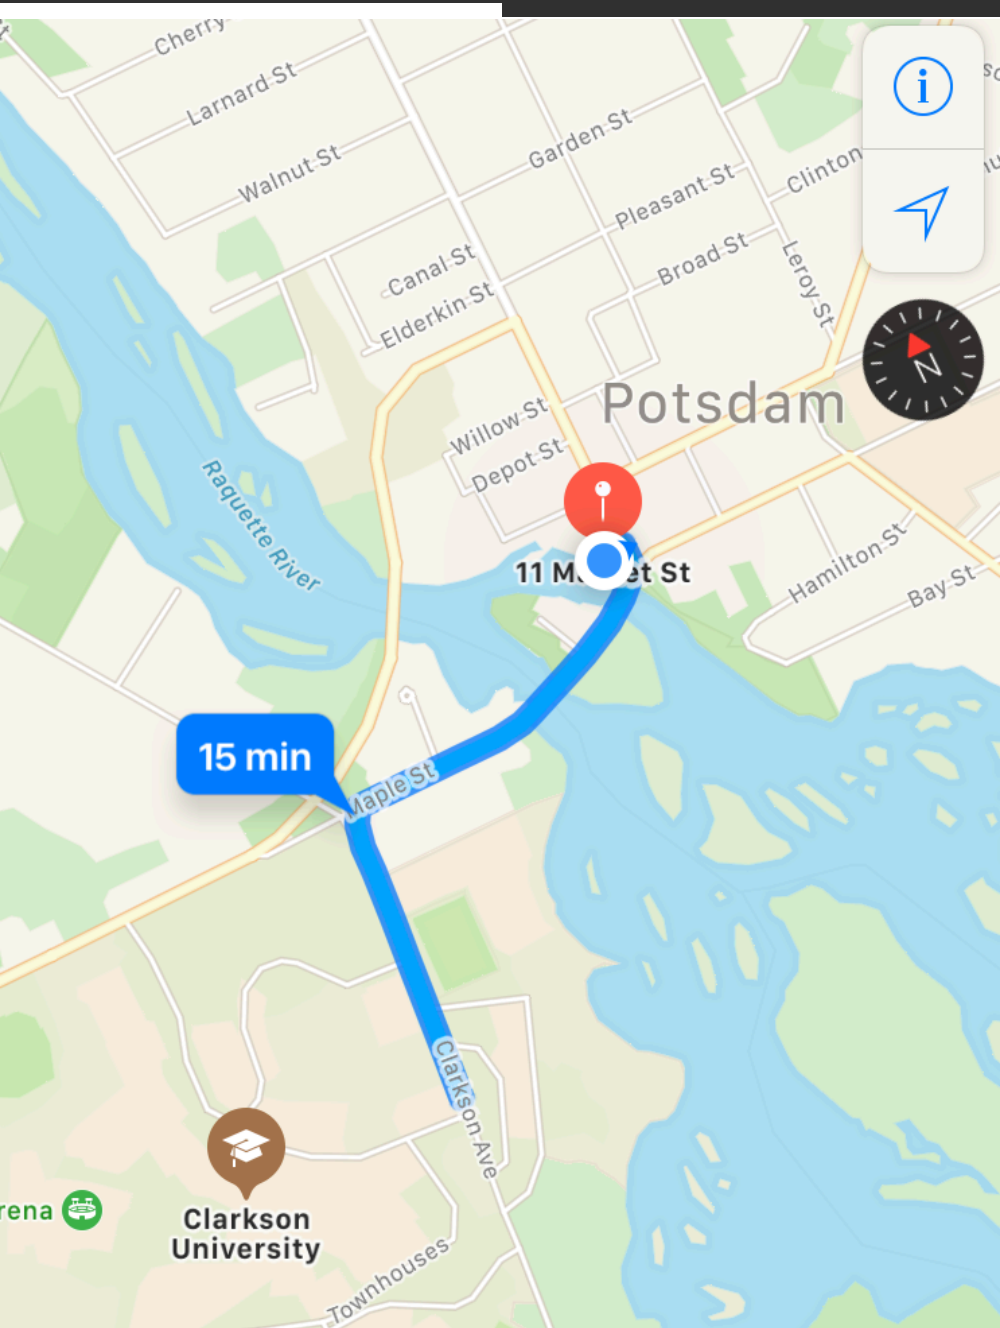 Cherry
Larnard St
Walnut St
Garden St
Pleasant St
Clinton
Canal St
Elderkin St
Broad St
Leroy St
N
Potsdam
Willow St
Depot St
Raquette River
11 Market St
Hamilton St
Bay St
15 min
Maple St
Clarkson Ave
rena
Clarkson
University
Townhouses